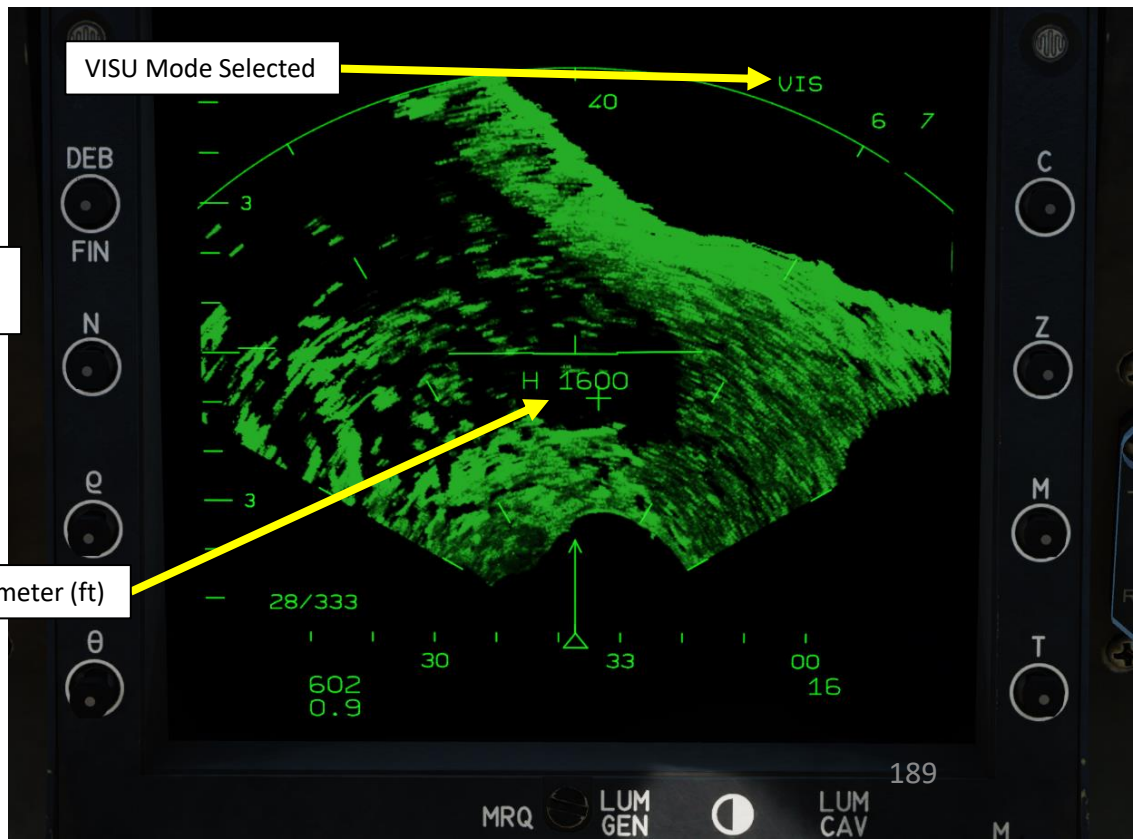 VISU Mode Selected
VIS
40
6 7
DEB
FIN
3
C
N
Z
H 1600
ϱ
3
M
meter (ft)
28/333
θ
T
30 33 00
602 16
0.9
189
MRQ LUM GEN LUM CAV M